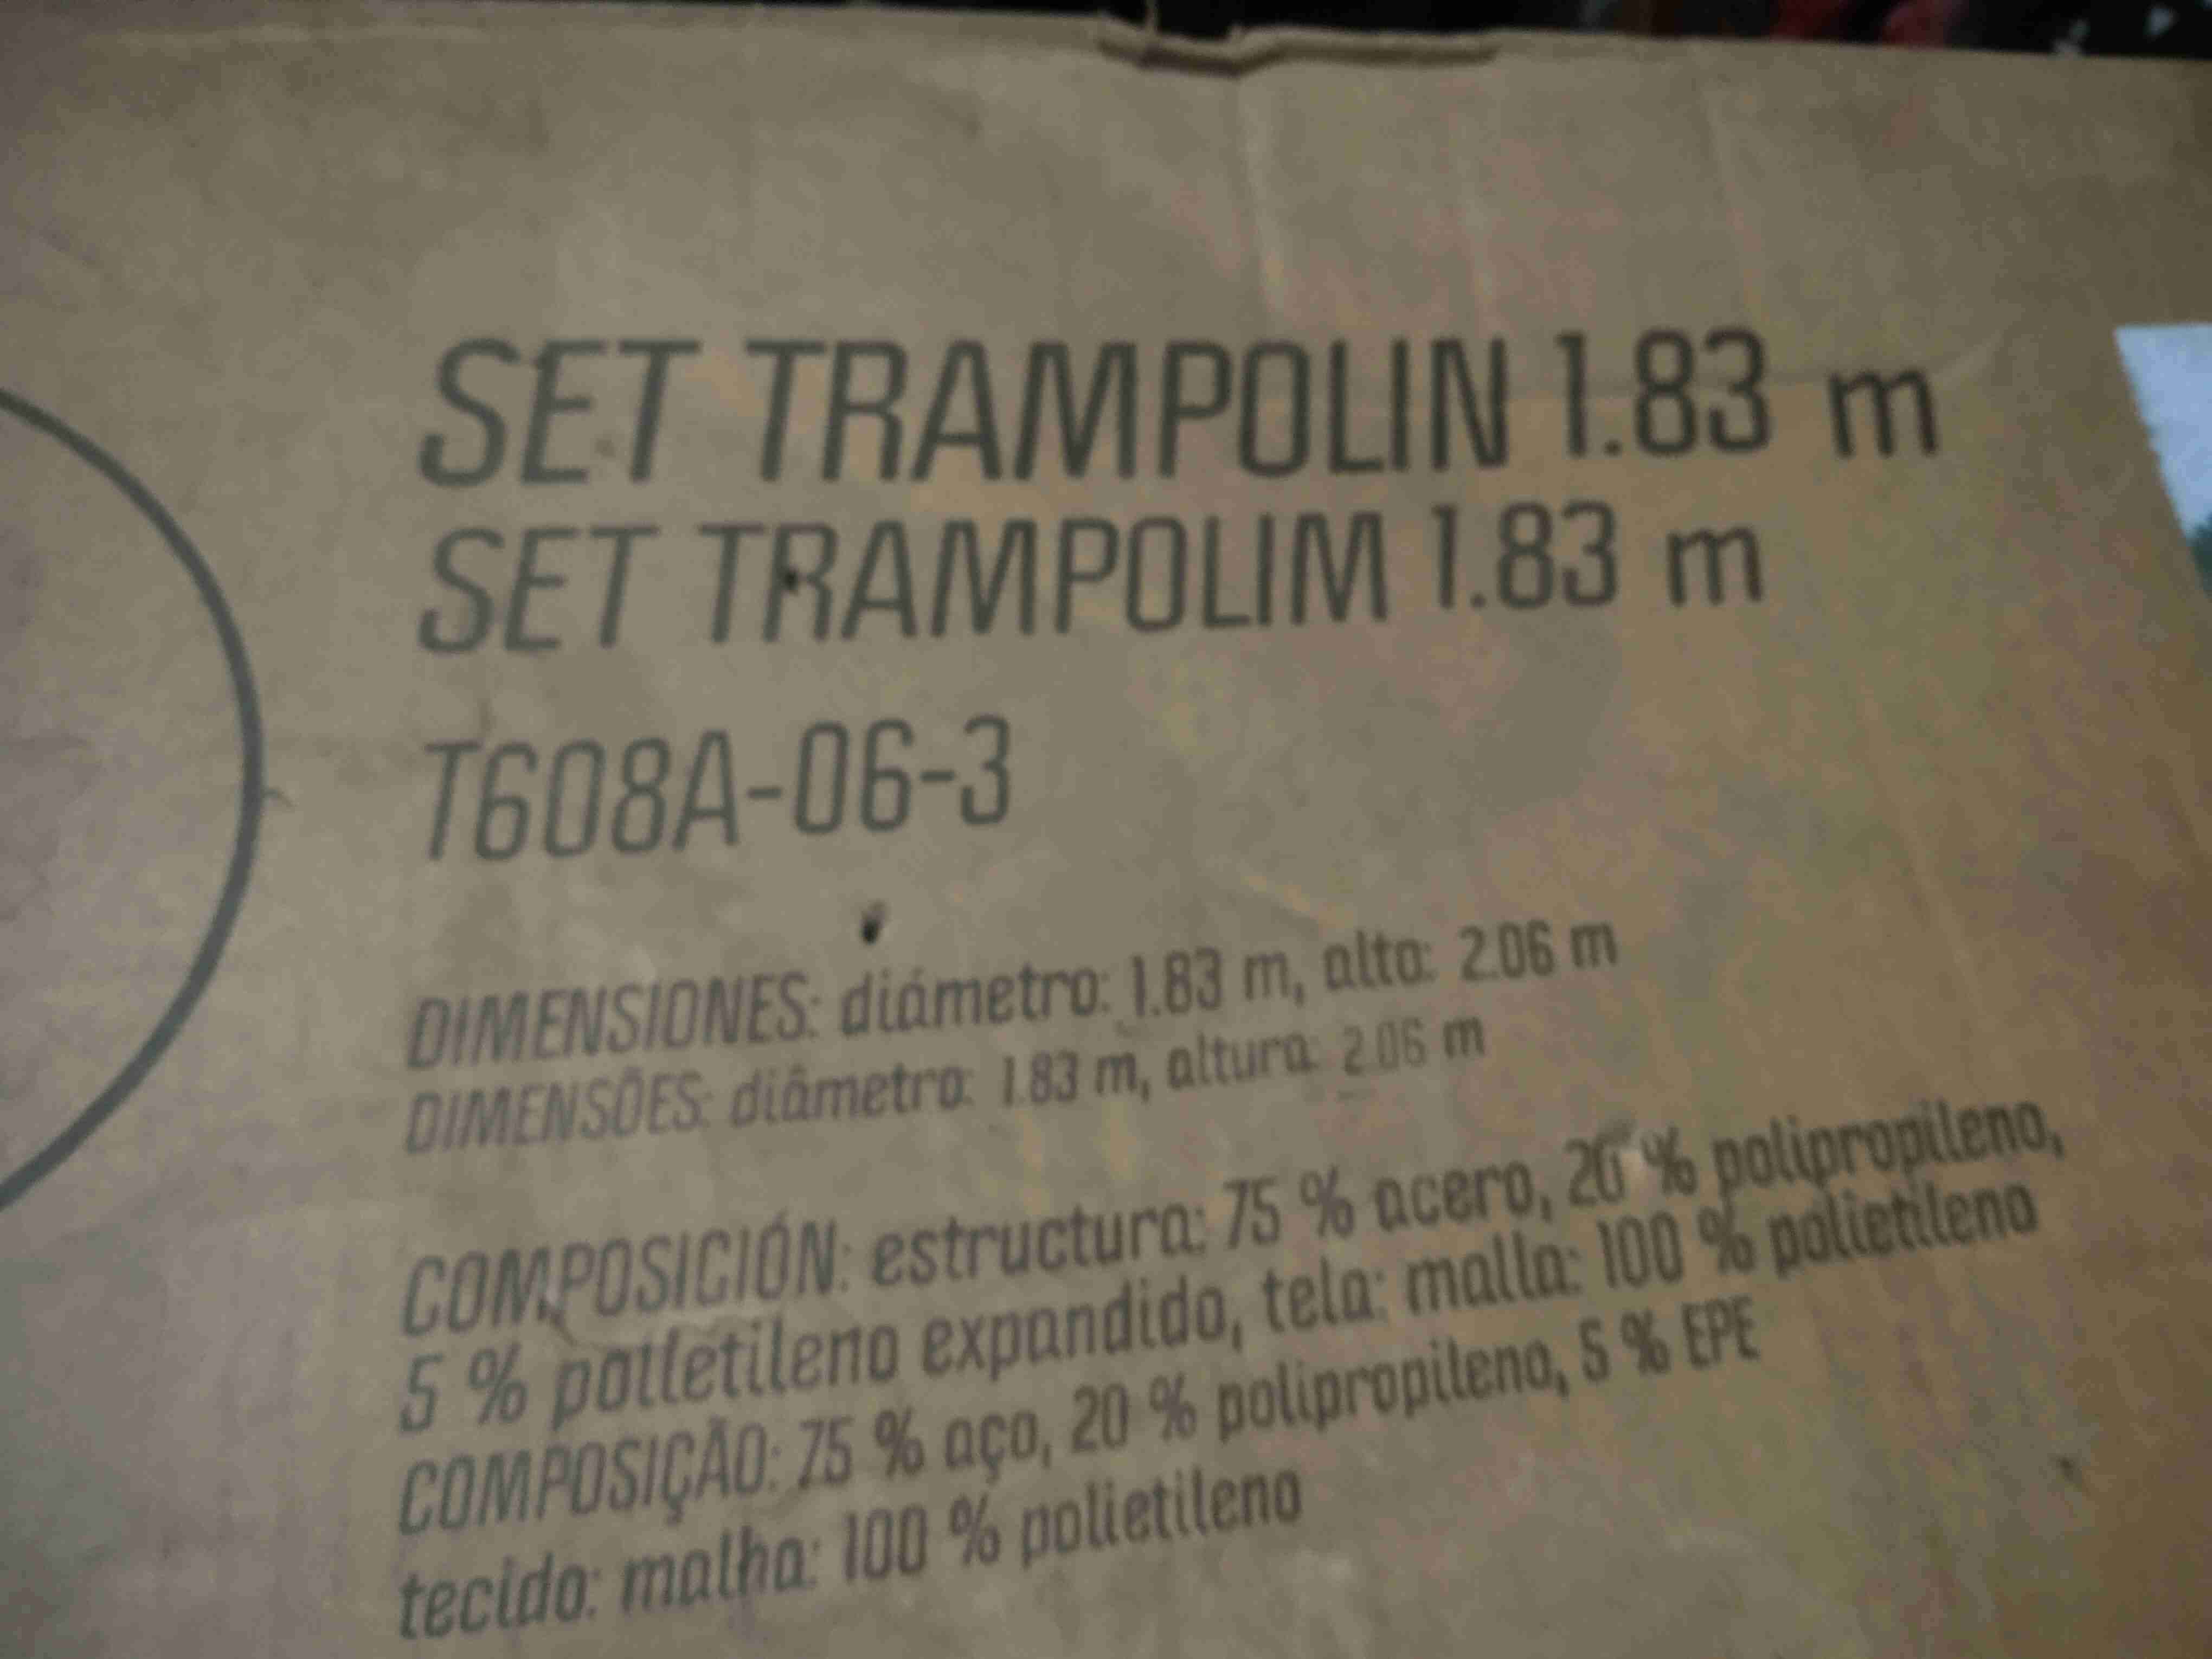 SET TRAMPOLIN 1.83 m
SET TRAMPOLIM 1.83 m
T608A-06-3
DIMENSIONES: diámetro: 1.83 m, alto: 2.06 m
DIMENSÕES: diâmetro: 1.83 m, altura: 2.06 m
COMPOSICIÓN: estructura: 75 % acero, 20 % polipropileno,
5 % polietileno expandido, tela: malla: 100 % polietileno
COMPOSIÇÃO: 75 % aço, 20 % polipropileno, 5 % EPE
tecido: malha: 100 % polietileno